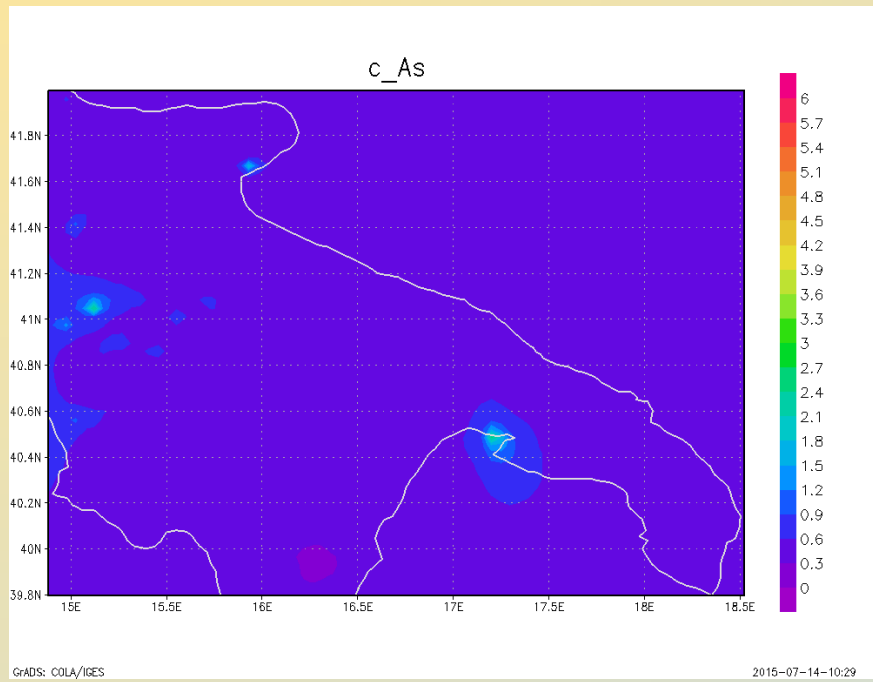 c_As
41.8N
41.6N
41.4N
41.2N
41N
40.8N
40.6N
40.4N
40.2N
40N
39.8N
15E 15.5E 16E 16.5E 17E 17.5E 18E 18.5E
6
5.7
5.4
5.1
4.8
4.5
4.2
3.9
3.6
3.3
3
2.7
2.4
2.1
1.8
1.5
1.2
0.9
0.6
0.3
0
GrADS: COLA/IGES 2015-07-14-10:29